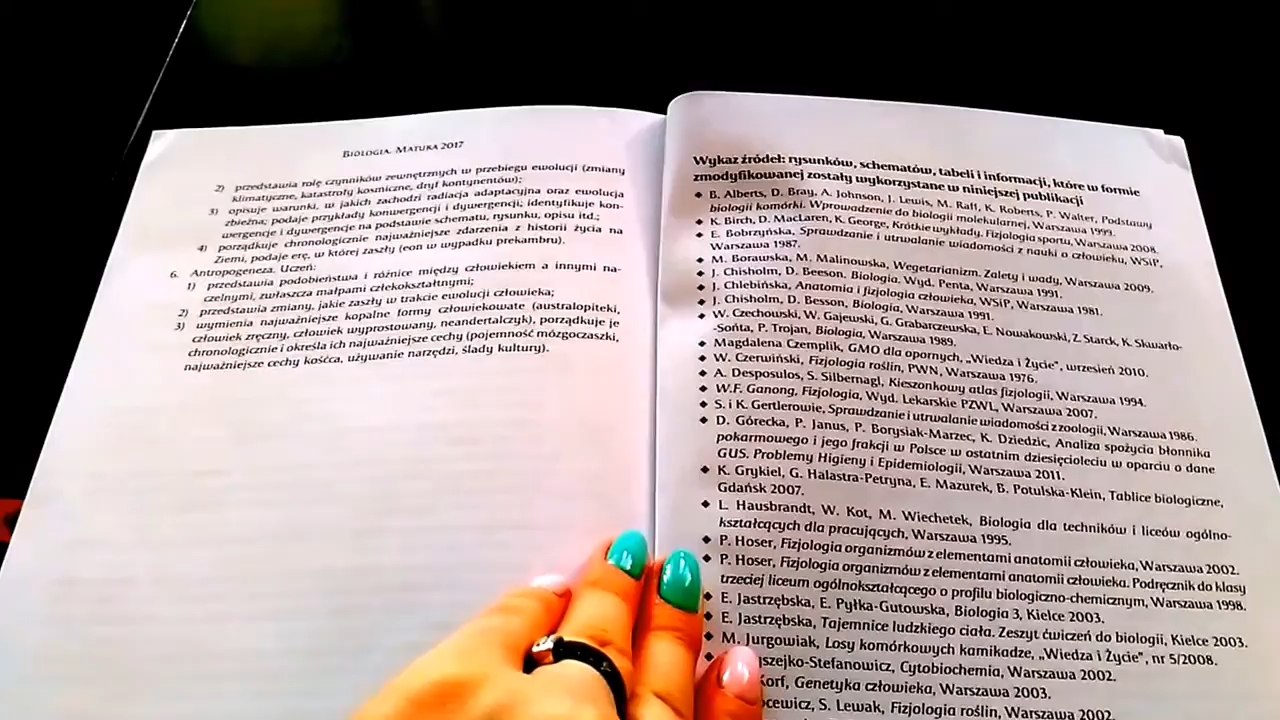 BIOLOGIA. MATURA 2017
2) przedstawia rolę czynników zewnętrznych w przebiegu ewolucji (zmiany
klimatyczne, katastrofy kosmiczne, dryf kontynentów);
3) opisuje warunki, w jakich zachodzi radiacja adaptacyjna oraz ewolucja
zbieżna; podaje przykłady konwergencji i dywergencji; identyfikuje kon-
wergencje i dywergencje na podstawie schematu, rysunku, opisu itd.;
4) porządkuje chronologicznie najważniejsze zdarzenia z historii życia na
Ziemi, podaje erę, w której zaszły (eon w wypadku prekambru).
6. Antropogeneza. Uczeń:
1) przedstawia podobieństwa i różnice między człowiekiem a innymi na-
czelnymi, zwłaszcza małpami człekokształtnymi;
2) przedstawia zmiany, jakie zaszły w trakcie ewolucji człowieka;
3) wymienia najważniejsze kopalne formy człowiekowate (australopiteki,
człowiek zręczny, człowiek wyprostowany, neandertalczyk), porządkuje je
chronologicznie i określa ich najważniejsze cechy (pojemność mózgoczaszki,
najważniejsze cechy kośćca, używanie narzędzi, ślady kultury).
Wykaz źródeł: rysunków, schematów, tabeli i informacji, które w formie
zmodyfikowanej zostały wykorzystane w niniejszej publikacji
◆ B. Alberts, D. Bray, A. Johnson, J. Lewis, M. Raff, K. Roberts, P. Walter, Podstawy
biologii komórki. Wprowadzenie do biologii molekularnej, Warszawa 1999.
◆ K. Birch, D. MacLaren, K. George, Krótkie wykłady. Fizjologia sportu, Warszawa 2008.
◆ E. Bobrzyńska, Sprawdzanie i utrwalanie wiadomości z nauki o człowieku, WSiP,
Warszawa 1987.
◆ M. Borawska, M. Malinowska, Wegetarianizm. Zalety i wady, Warszawa 2009.
◆ J. Chisholm, D. Beeson. Biologia, Wyd. Penta, Warszawa 1991.
◆ J. Chlebińska, Anatomia i fizjologia człowieka, WSiP, Warszawa 1981.
◆ J. Chisholm, D. Besson, Biologia, Warszawa 1991.
◆ W. Czechowski, W. Gajewski, G. Grabarczewska, E. Nowakowski, Z. Starck, K. Skwarło-
-Sońta, P. Trojan, Biologia, Warszawa 1989.
◆ Magdalena Czemplik, GMO dla opornych, „Wiedza i Życie", wrzesień 2010.
◆ W. Czerwiński, Fizjologia roślin, PWN, Warszawa 1976.
◆ A. Desposulos, S. Silbernagl, Kieszonkowy atlas fizjologii, Warszawa 1994.
◆ W.F. Ganong, Fizjologia, Wyd. Lekarskie PZWL, Warszawa 2007.
◆ S. i K. Gertlerowie, Sprawdzanie i utrwalanie wiadomości z zoologii, Warszawa 1986.
◆ D. Górecka, P. Janus, P. Borysiak-Marzec, K. Dziedzic, Analiza spożycia błonnika
pokarmowego i jego frakcji w Polsce w ostatnim dziesięcioleciu w oparciu o dane
GUS. Problemy Higieny i Epidemiologii, Warszawa 2011.
◆ K. Grykiel, G. Halastra-Petryna, E. Mazurek, B. Potulska-Klein, Tablice biologiczne,
Gdańsk 2007.
◆ L. Hausbrandt, W. Kot, M. Wiechetek, Biologia dla techników i liceów ogólno-
kształcących dla pracujących, Warszawa 1995.
◆ P. Hoser, Fizjologia organizmów z elementami anatomii człowieka, Warszawa 2002.
◆ P. Hoser, Fizjologia organizmów z elementami anatomii człowieka. Podręcznik do klasy
trzeciej liceum ogólnokształcącego o profilu biologiczno-chemicznym, Warszawa 1998.
◆ E. Jastrzębska, E. Pyłka-Gutowska, Biologia 3, Kielce 2003.
◆ E. Jastrzębska, Tajemnice ludzkiego ciała. Zeszyt ćwiczeń do biologii, Kielce 2003.
◆ M. Jurgowiak, Losy komórkowych kamikadze, „Wiedza i Życie", nr 5/2008.
Cytobiochemia, Warszawa 2002.
Korf, Genetyka człowieka, Warszawa 2003.
S. Lewak, Fizjologia roślin, Warszawa 2002.